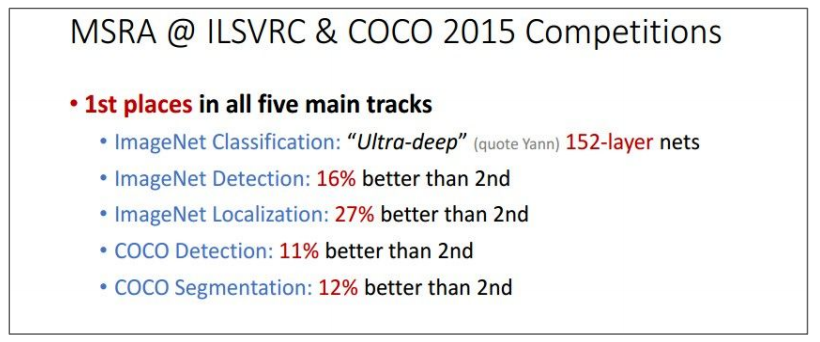 MSRA @ ILSVRC & COCO 2015 Competitions
• 1st places in all five main tracks
• ImageNet Classification: “Ultra-deep” (quote Yann) 152-layer nets
• ImageNet Detection: 16% better than 2nd
• ImageNet Localization: 27% better than 2nd
• COCO Detection: 11% better than 2nd
• COCO Segmentation: 12% better than 2nd